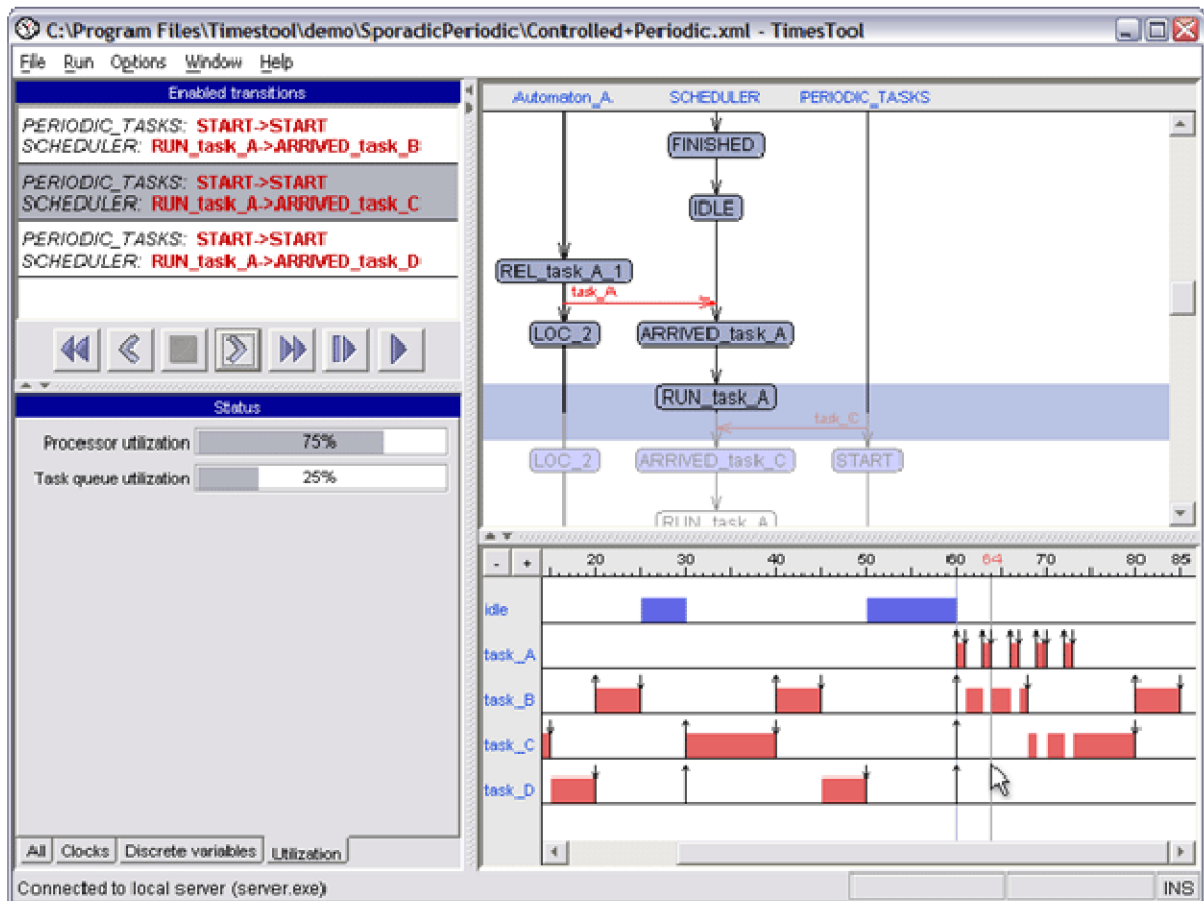 C:\Program Files\Timestool\demo\SporadicPeriodic\Controlled+Periodic.xml - TimesTool
File Run Options Window Help
Enabled transitions
PERIODIC_TASKS: START->START
SCHEDULER: RUN_task_A->ARRIVED_task_B
PERIODIC_TASKS: START->START
SCHEDULER: RUN_task_A->ARRIVED_task_C
PERIODIC_TASKS: START->START
SCHEDULER: RUN_task_A->ARRIVED_task_D
Status
Processor utilization 75%
Task queue utilization 25%
All Clocks Discrete variables Utilization
Automaton_A SCHEDULER PERIODIC_TASKS
FINISHED
IDLE
REL_task_A_1
task_A
LOC_2 ARRIVED_task_A
RUN_task_A
task_C
LOC_2 ARRIVED_task_C START
RUN_task_A
- + 20 30 40 50 60 64 70 80 85
idle
task_A
task_B
task_C
task_D
Connected to local server (server.exe)
INS